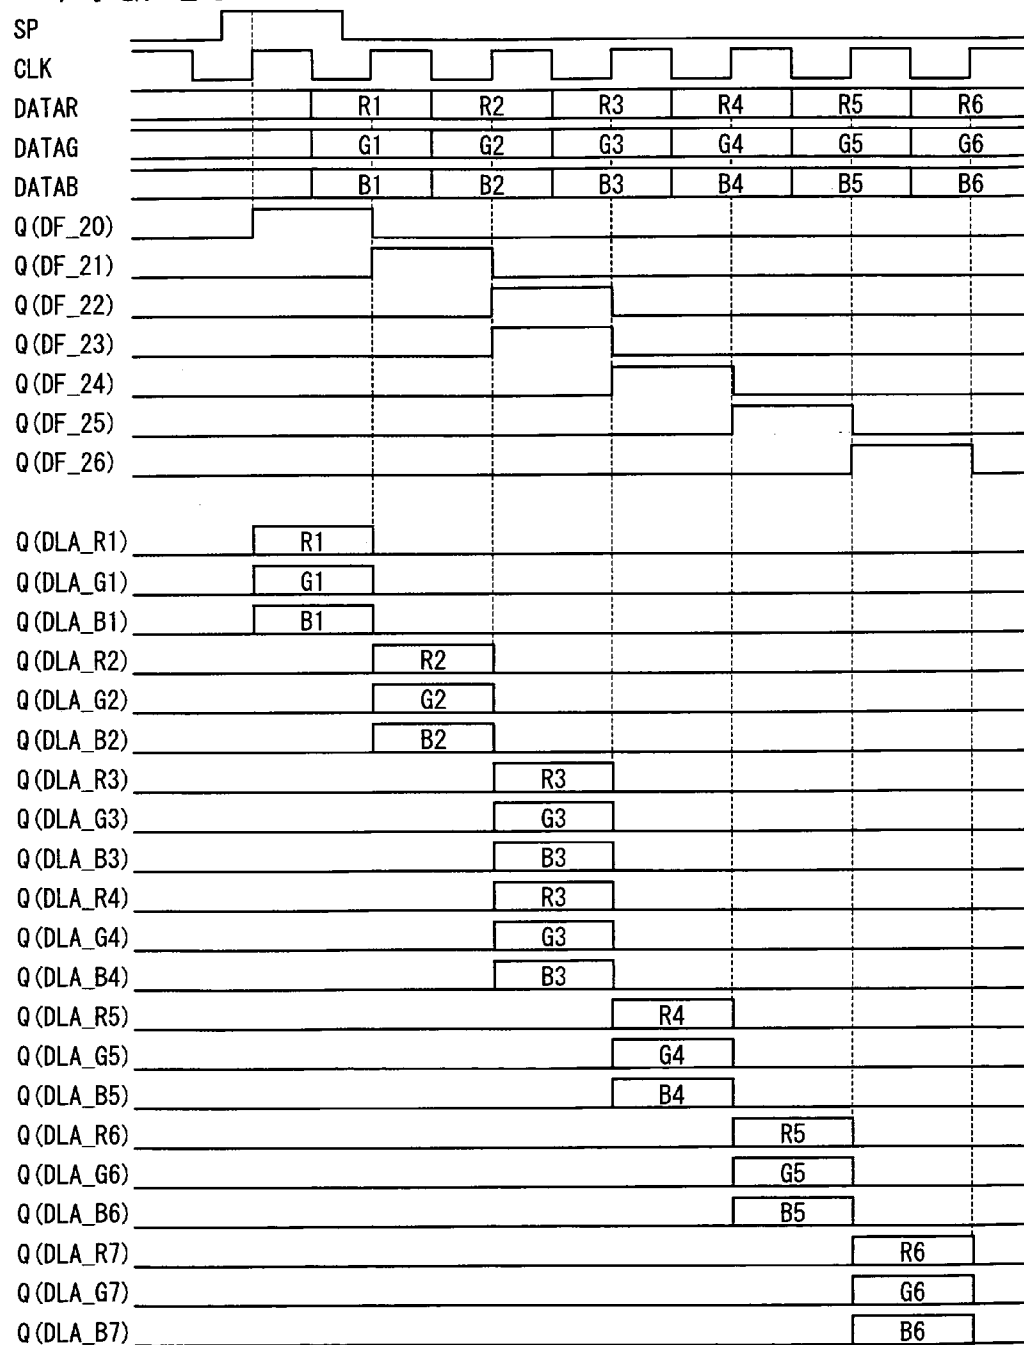 SP
CLK
DATAR R1 R2 R3 R4 R5 R6
DATAG G1 G2 G3 G4 G5 G6
DATAB B1 B2 B3 B4 B5 B6
Q(DF_20)
Q(DF_21)
Q(DF_22)
Q(DF_23)
Q(DF_24)
Q(DF_25)
Q(DF_26)
Q(DLA_R1) R1
Q(DLA_G1) G1
Q(DLA_B1) B1
Q(DLA_R2) R2
Q(DLA_G2) G2
Q(DLA_B2) B2
Q(DLA_R3) R3
Q(DLA_G3) G3
Q(DLA_B3) B3
Q(DLA_R4) R3
Q(DLA_G4) G3
Q(DLA_B4) B3
Q(DLA_R5) R4
Q(DLA_G5) G4
Q(DLA_B5) B4
Q(DLA_R6) R5
Q(DLA_G6) G5
Q(DLA_B6) B5
Q(DLA_R7) R6
Q(DLA_G7) G6
Q(DLA_B7) B6